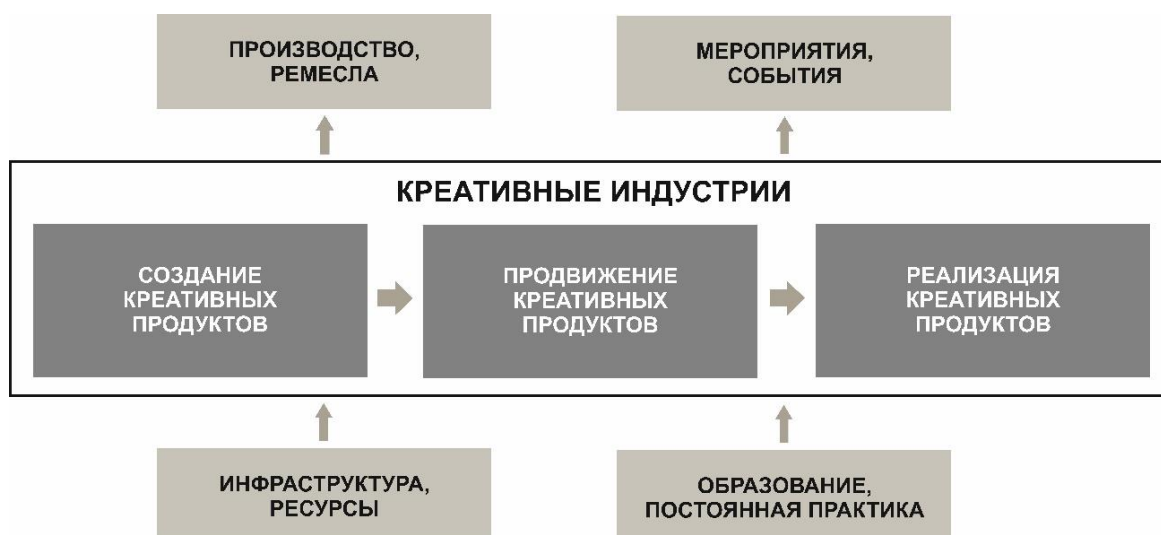 ПРОИЗВОДСТВО,
РЕМЕСЛА
МЕРОПРИЯТИЯ,
СОБЫТИЯ
КРЕАТИВНЫЕ ИНДУСТРИИ
СОЗДАНИЕ
КРЕАТИВНЫХ
ПРОДУКТОВ
ПРОДВИЖЕНИЕ
КРЕАТИВНЫХ
ПРОДУКТОВ
РЕАЛИЗАЦИЯ
КРЕАТИВНЫХ
ПРОДУКТОВ
ИНФРАСТРУКТУРА,
РЕСУРСЫ
ОБРАЗОВАНИЕ,
ПОСТОЯННАЯ ПРАКТИКА